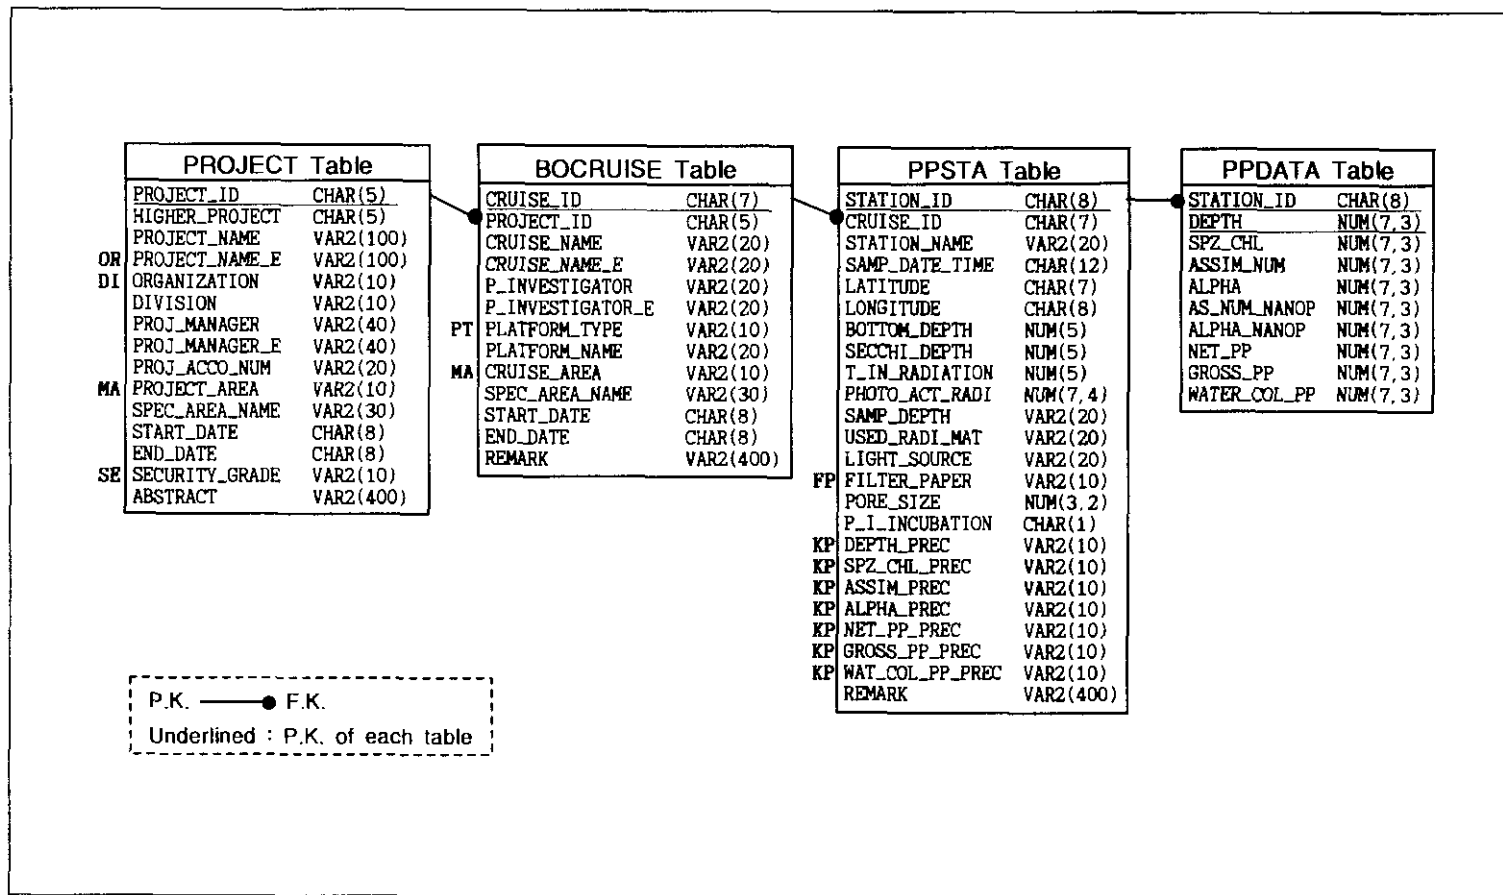 PROJECT Table
PROJECT_ID CHAR(5)
HIGHER_PROJECT CHAR(5)
PROJECT_NAME VAR2(100)
OR PROJECT_NAME_E VAR2(100)
DI ORGANIZATION VAR2(10)
DIVISION VAR2(10)
PROJ_MANAGER VAR2(40)
PROJ_MANAGER_E VAR2(40)
PROJ_ACCO_NUM VAR2(20)
MA PROJECT_AREA VAR2(10)
SPEC_AREA_NAME VAR2(30)
START_DATE CHAR(8)
END_DATE CHAR(8)
SE SECURITY_GRADE VAR2(10)
ABSTRACT VAR2(400)
BOCRUISE Table
CRUISE_ID CHAR(7)
PROJECT_ID CHAR(5)
CRUISE_NAME VAR2(20)
CRUISE_NAME_E VAR2(20)
P_INVESTIGATOR VAR2(20)
P_INVESTIGATOR_E VAR2(20)
PT PLATFORM_TYPE VAR2(10)
PLATFORM_NAME VAR2(20)
MA CRUISE_AREA VAR2(10)
SPEC_AREA_NAME VAR2(30)
START_DATE CHAR(8)
END_DATE CHAR(8)
REMARK VAR2(400)
PPSTA Table
STATION_ID CHAR(8)
CRUISE_ID CHAR(7)
STATION_NAME VAR2(20)
SAMP_DATE_TIME CHAR(12)
LATITUDE CHAR(7)
LONGITUDE CHAR(8)
BOTTOM_DEPTH NUM(5)
SECCHI_DEPTH NUM(5)
T_IN_RADIATION NUM(5)
PHOTO_ACT_RADI NUM(7,4)
SAMP_DEPTH VAR2(20)
USED_RADI_MAT VAR2(20)
LIGHT_SOURCE VAR2(20)
FP FILTER_PAPER VAR2(10)
PORE_SIZE NUM(3,2)
P_I_INCUBATION CHAR(1)
KP DEPTH_PREC VAR2(10)
KP SPZ_CHL_PREC VAR2(10)
KP ASSIM_PREC VAR2(10)
KP ALPHA_PREC VAR2(10)
KP NET_PP_PREC VAR2(10)
KP GROSS_PP_PREC VAR2(10)
KP WAT_COL_PP_PREC VAR2(10)
REMARK VAR2(400)
PPDATA Table
STATION_ID CHAR(8)
DEPTH NUM(7,3)
SPZ_CHL NUM(7,3)
ASSIM_NUM NUM(7,3)
ALPHA NUM(7,3)
AS_NUM_NANOP NUM(7,3)
ALPHA_NANOP NUM(7,3)
NET_PP NUM(7,3)
GROSS_PP NUM(7,3)
WATER_COL_PP NUM(7,3)
P.K. F.K.
Underlined : P.K. of each table